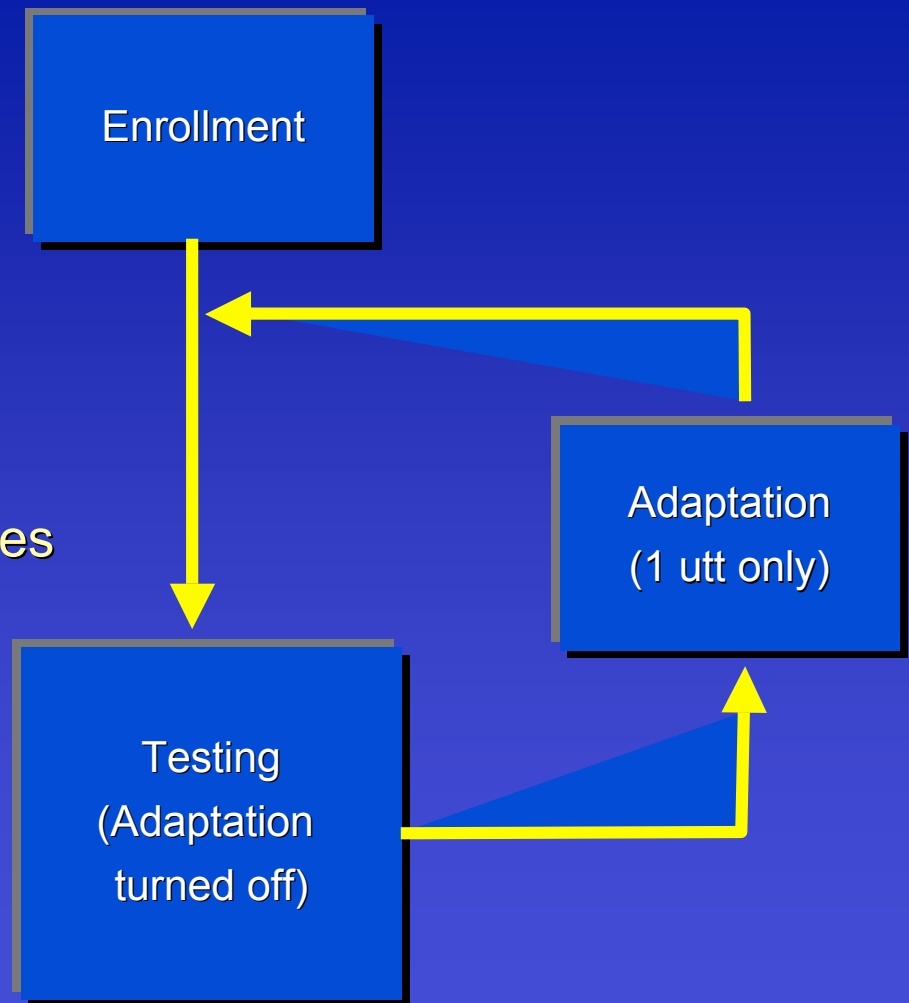 Enrollment
Adaptation
(1 utt only)
es
Testing
(Adaptation
turned off)